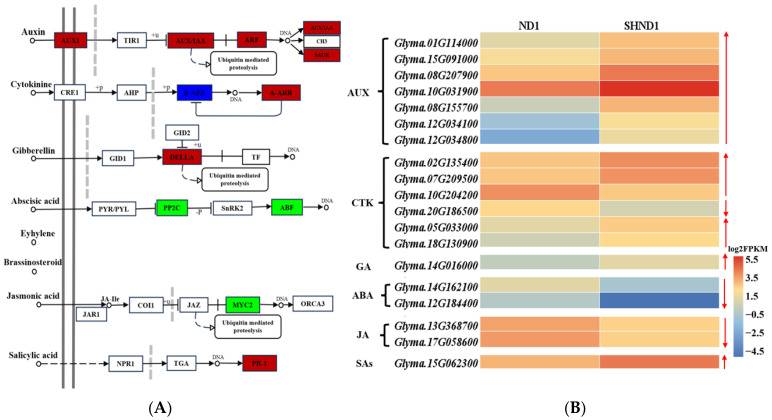 Auxin
AUX1
TIR1
+u
AUX/IAA
ARF
DNA
CH3
SAUR
Ubiquitin mediated
proteolysis
Cytokinine
CRE1
+p
AHP
+p
B-ARR
DNA
A-ARR
GID2
+u
Gibberellin
GID1
DELLA
TF
DNA
Ubiquitin mediated
proteolysis
Abscisic acid
PYR/PYL
PP2C
-P
SnRK2
ABF
DNA
Eyhylene
Brassinosteroid
Jasmonic acid
JA-Ile
JAR1
COI1
+u
JAZ
MYC2
DNA
ORCA3
Ubiquitin mediated
proteolysis
Salicylic acid
NPR1
TGA
DNA
PR-1
(A)
ND1 SHND1
AUX
Glyma.01G114000
Glyma.15G091000
Glyma.08G207900
Glyma.10G031900
Glyma.08G155700
Glyma.12G034100
Glyma.12G034800
CTK
Glyma.02G135400
Glyma.07G209500
Glyma.10G204200
Glyma.20G186500
Glyma.05G033000
Glyma.18G130900
GA
Glyma.14G016000
ABA
Glyma.14G162100
Glyma.12G184400
JA
Glyma.13G368700
Glyma.17G058600
SAs
Glyma.15G062300
log2FPKM
5.5
3.5
1.5
-0.5
-2.5
-4.5
(B)